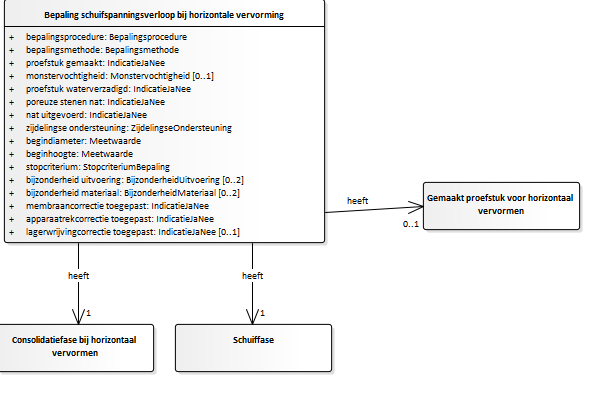 Bepaling schuifspanningsverloop bij horizontale vervorming
+ bepalingsprocedure: Bepalingsprocedure
+ bepalingsmethode: Bepalingsmethode
+ proefstuk gemaakt: IndicatieJaNee
+ monstervochtigheid: Monstervochtigheid [0..1]
+ proefstuk waterverzadigd: IndicatieJaNee
+ poreuze stenen nat: IndicatieJaNee
+ nat uitgevoerd: IndicatieJaNee
+ zijdelingse ondersteuning: ZijdelingseOndersteuning
+ begindiameter: Meetwaarde
+ beginhoogte: Meetwaarde
+ stopcriterium: StopcriteriumBepaling
+ bijzonderheid uitvoering: BijzonderheidUitvoering [0..2]
+ bijzonderheid materiaal: BijzonderheidMateriaal [0..2]
+ membraancorrectie toegepast: IndicatieJaNee
+ apparaatrekcorrectie toegepast: IndicatieJaNee
+ lagerwrijvingcorrectie toegepast: IndicatieJaNee [0..1]
heeft
0..1
Gemaakt proefstuk voor horizontaal
vervormen
heeft
1
heeft
1
Consolidatiefase bij horizontaal
vervormen
Schuiffase